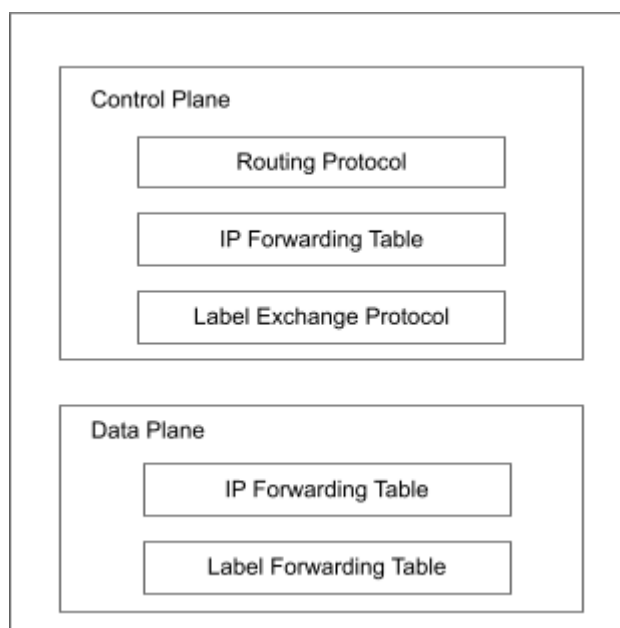 Control Plane
Routing Protocol
IP Forwarding Table
Label Exchange Protocol
Data Plane
IP Forwarding Table
Label Forwarding Table